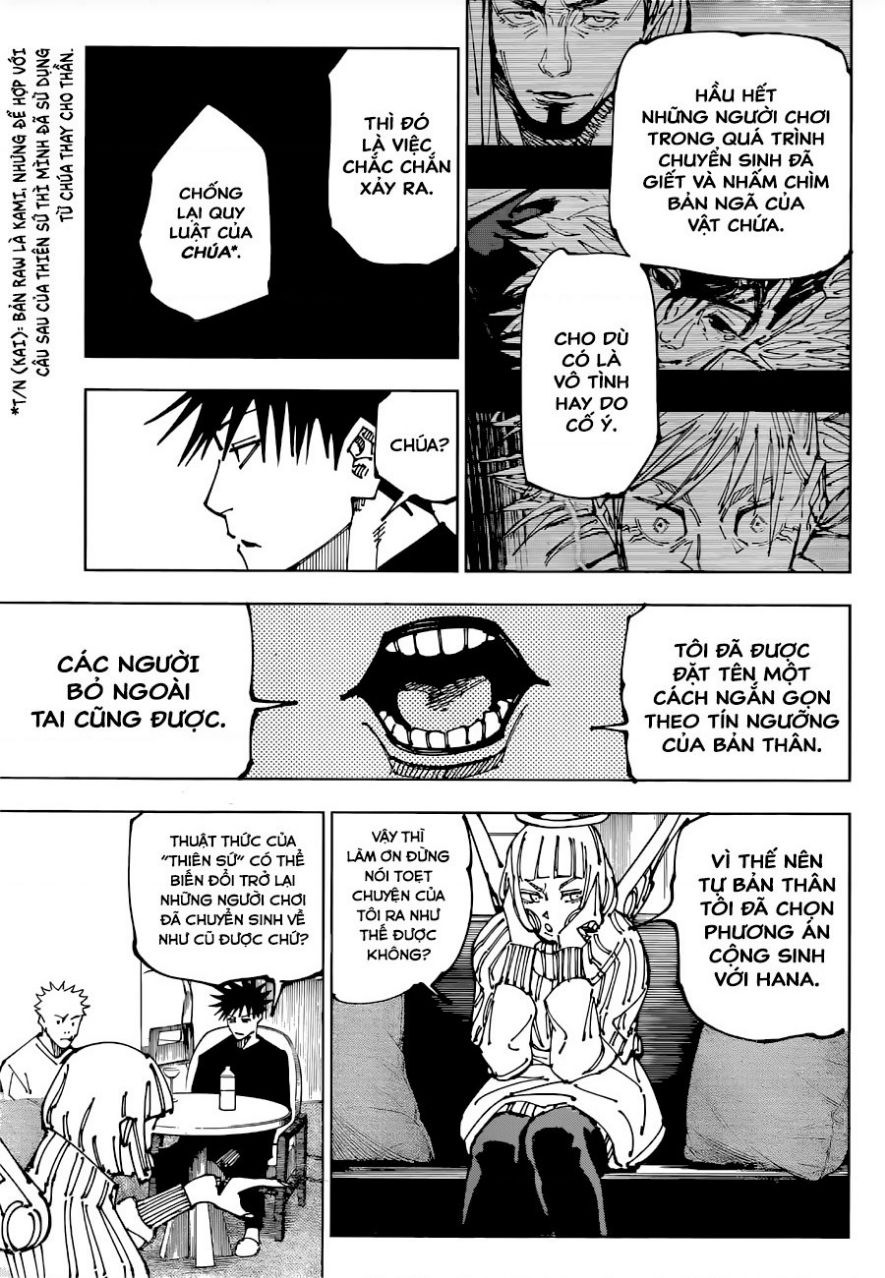 HẦU HẾT
NHỮNG NGƯỜI CHƠI
TRONG QUÁ TRÌNH
CHUYỂN SINH ĐÃ
GIẾT VÀ NHẤM CHÌM
BẢN NGÃ CỦA
VẬT CHỨA.
CHO DÙ
CÓ LÀ
VÔ TÌNH
HAY DO
CỐ Ý.
THÌ ĐÓ
LÀ VIỆC
CHẮC CHẮN
XẢY RA.
CHỐNG
LẠI QUY
LUẬT CỦA
CHÚA*.
*T/N (KAI): BẢN RAW LÀ KAMI, NHƯNG ĐỂ HỢP VỚI
CÂU SAU CỦA THIÊN SỨ THÌ MÌNH ĐÃ SỬ DỤNG
TỪ CHÚA THAY CHO THẦN.
CHÚA?
TÔI ĐÃ ĐƯỢC
ĐẶT TÊN MỘT
CÁCH NGẮN GỌN
THEO TÍN NGƯỠNG
CỦA BẢN THÂN.
CÁC NGƯỜI
BỎ NGOÀI
TAI CŨNG ĐƯỢC.
VÌ THẾ NÊN
TỰ BẢN THÂN
TÔI ĐÃ CHỌN
PHƯƠNG ÁN
CỘNG SINH
VỚI HANA.
VẬY THÌ
LÀM ƠN ĐỪNG
NÓI TOẸT
CHUYỆN CỦA
TÔI RA NHƯ
THẾ ĐƯỢC
KHÔNG?
THUẬT THỨC CỦA
"THIÊN SỨ" CÓ THỂ
BIẾN ĐỔI TRỞ LẠI
NHỮNG NGƯỜI CHƠI
ĐÃ CHUYỂN SINH VỀ
NHƯ CŨ ĐƯỢC CHỨ?